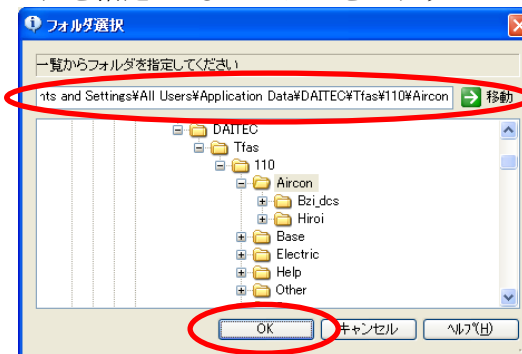 フォルダ選択
一覧からフォルダを指定してください
nts and Settings¥All Users¥Application Data¥DAITEC¥Tfas¥110¥Aircon 移動
DAITEC
Tfas
110
Aircon
Bzi_dcs
Hiroi
Base
Electric
Help
Other
OK キャンセル ヘルプ(H)